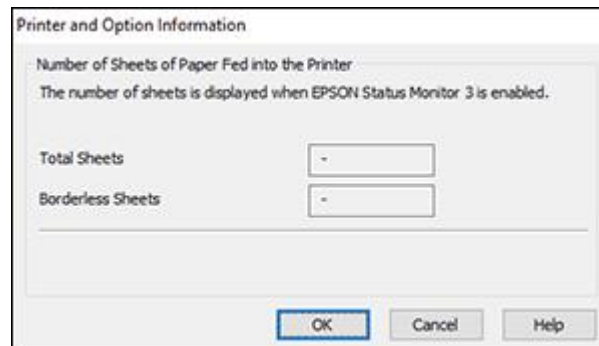 Printer and Option Information
Number of Sheets of Paper Fed into the Printer
The number of sheets is displayed when EPSON Status Monitor 3 is enabled.
Total Sheets -
Borderless Sheets -
OK Cancel Help